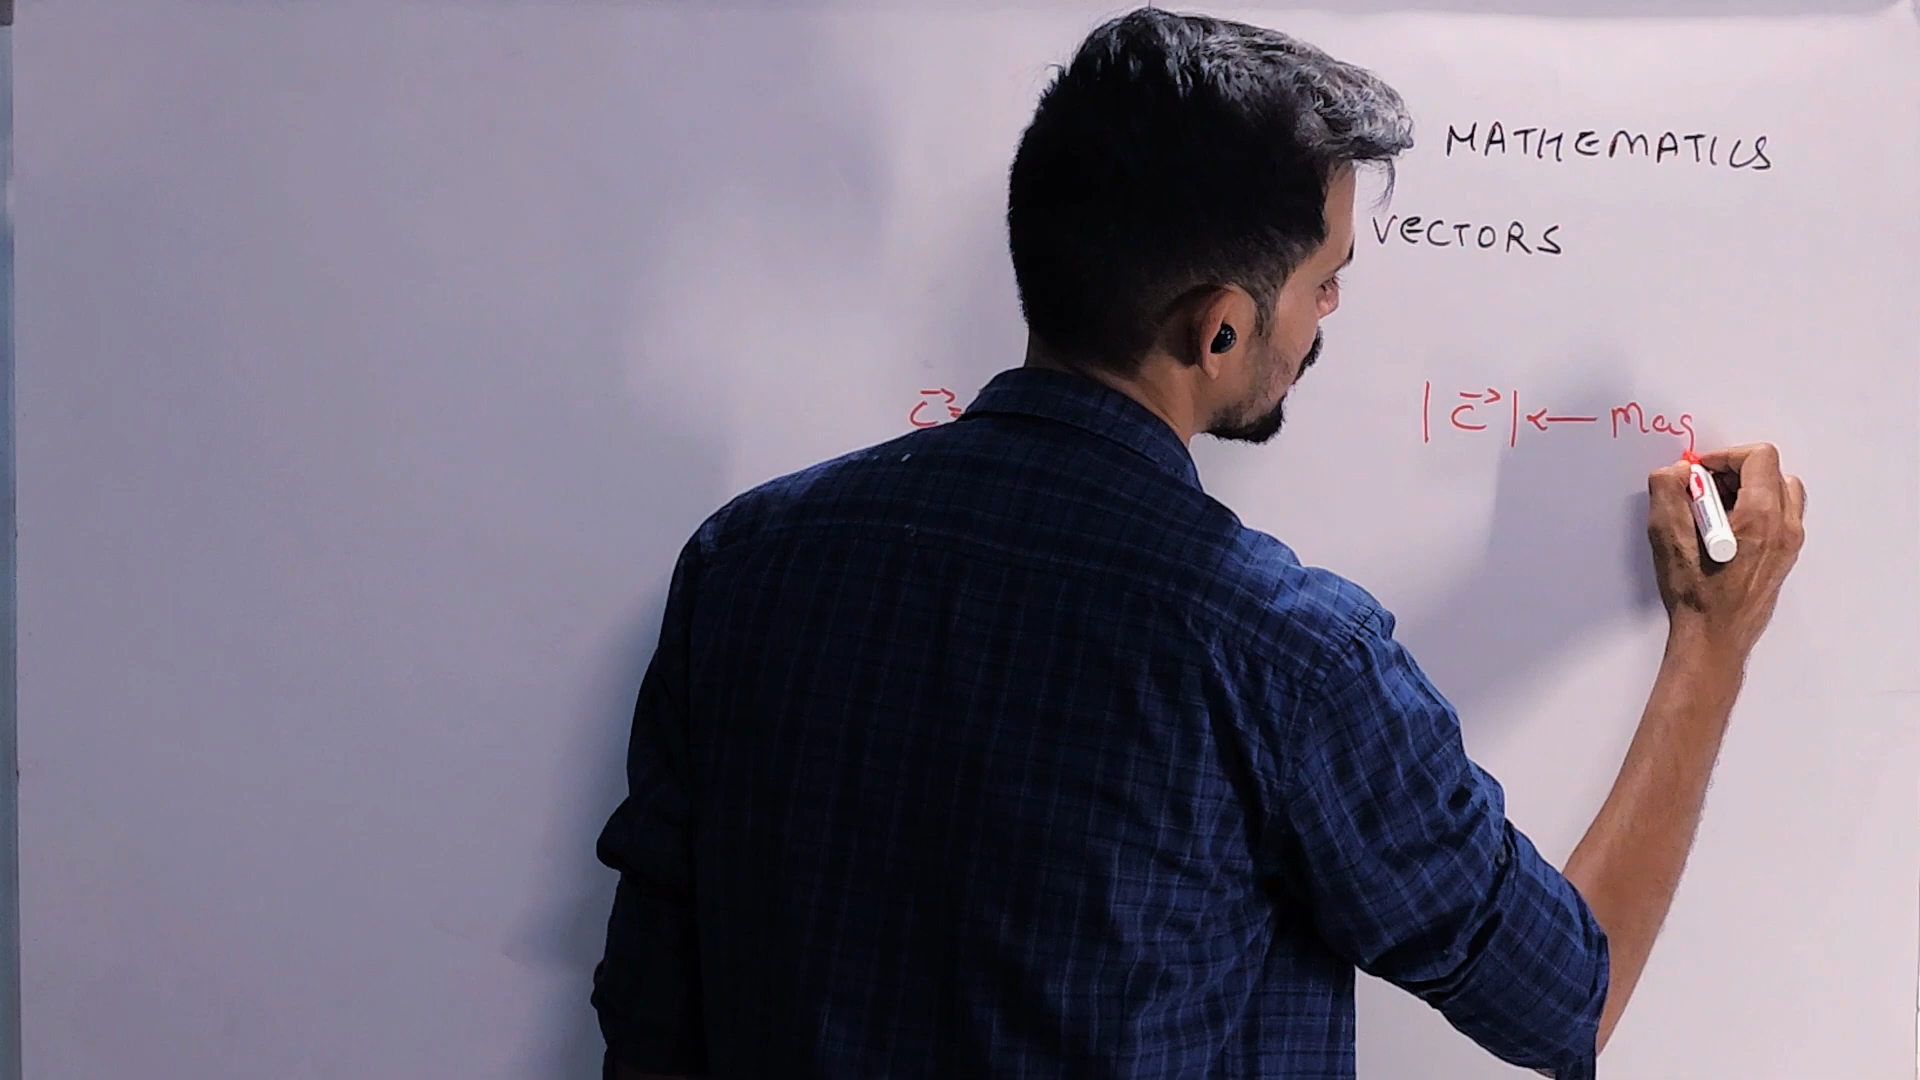 MATHEMATICS
VECTORS
c⃗ = |c⃗| ← Mag